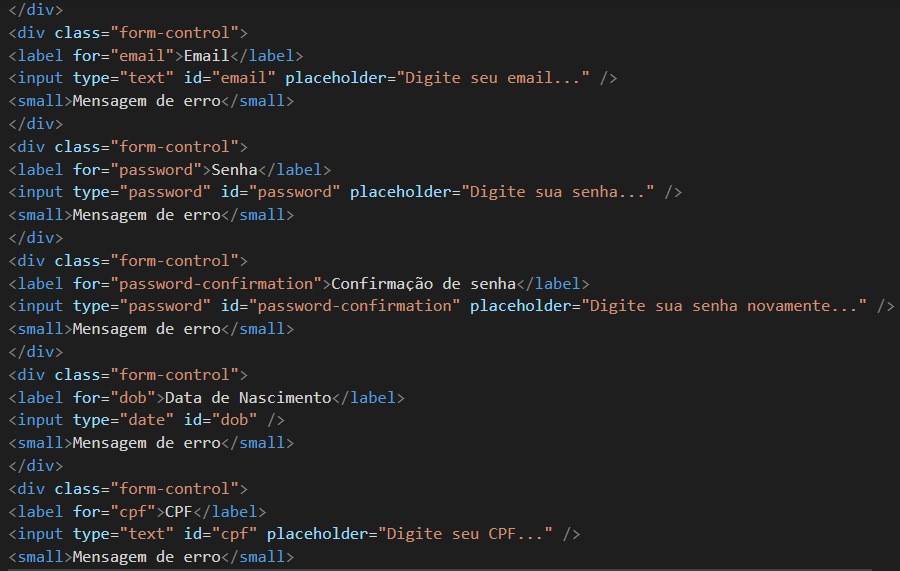 </div>
<div class="form-control">
<label for="email">Email</label>
<input type="text" id="email" placeholder="Digite seu email..." />
<small>Mensagem de erro</small>
</div>
<div class="form-control">
<label for="password">Senha</label>
<input type="password" id="password" placeholder="Digite sua senha..." />
<small>Mensagem de erro</small>
</div>
<div class="form-control">
<label for="password-confirmation">Confirmação de senha</label>
<input type="password" id="password-confirmation" placeholder="Digite sua senha novamente..." />
<small>Mensagem de erro</small>
</div>
<div class="form-control">
<label for="dob">Data de Nascimento</label>
<input type="date" id="dob" />
<small>Mensagem de erro</small>
</div>
<div class="form-control">
<label for="cpf">CPF</label>
<input type="text" id="cpf" placeholder="Digite seu CPF..." />
<small>Mensagem de erro</small>